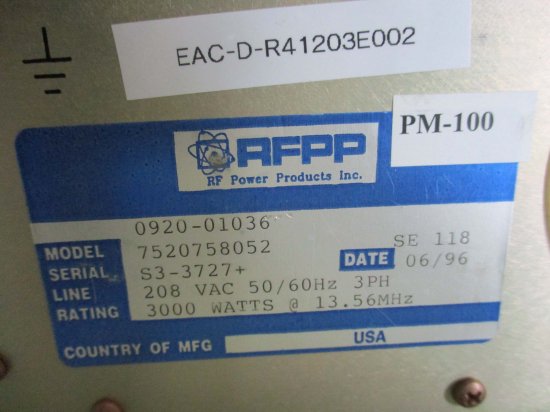 EAC-D-R41203E002
PM-100
RFPP
RF Power Products Inc.
0920-01036
MODEL 7520758052 SE 118
SERIAL S3-3727+ DATE 06/96
LINE 208 VAC 50/60Hz 3PH
RATING 3000 WATTS @ 13.56MHz
COUNTRY OF MFG USA